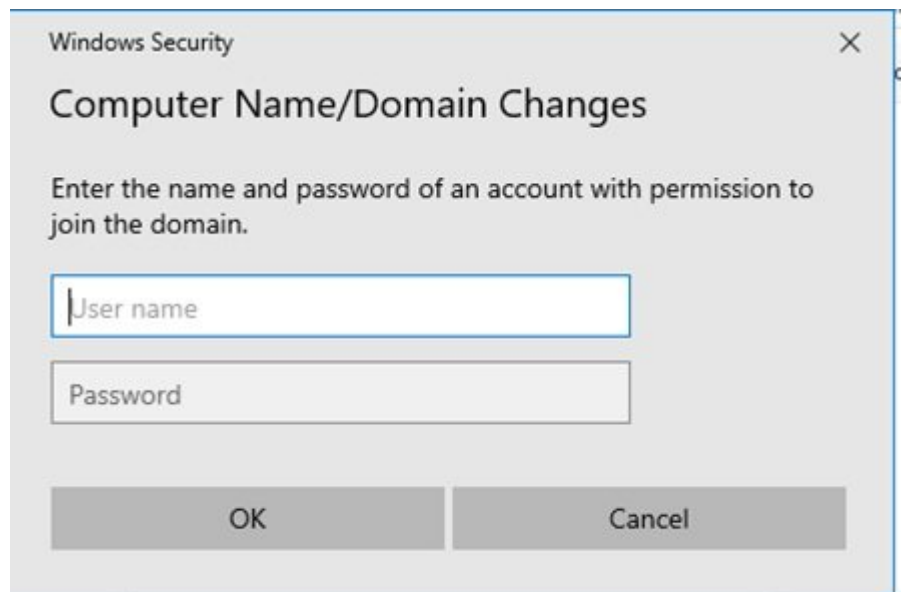 Windows Security
Computer Name/Domain Changes
Enter the name and password of an account with permission to
join the domain.
User name
Password
OK Cancel